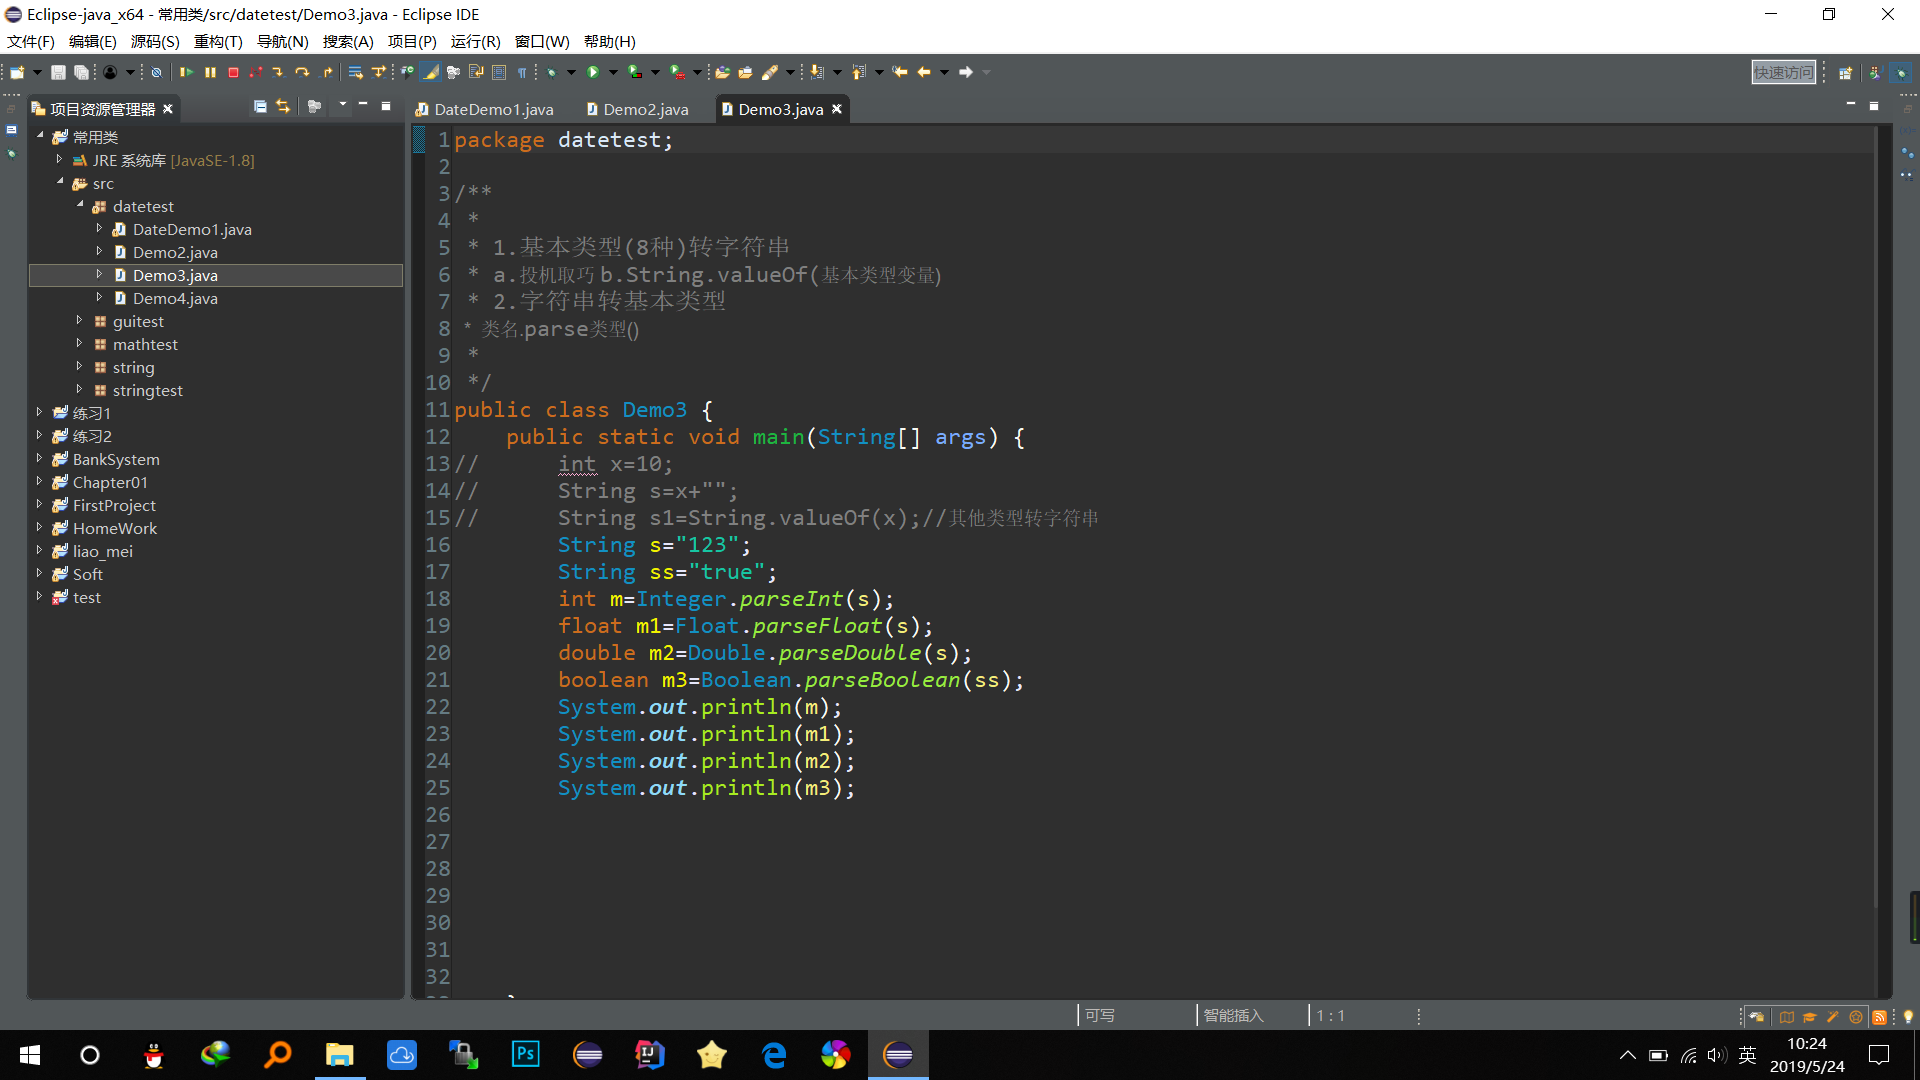 Eclipse-java_x64 - 常用类/src/datetest/Demo3.java - Eclipse IDE
文件(F) 编辑(E) 源码(S) 重构(T) 导航(N) 搜索(A) 项目(P) 运行(R) 窗口(W) 帮助(H)
快速访问
项目资源管理器
常用类
JRE 系统库 [JavaSE-1.8]
src
datetest
DateDemo1.java
Demo2.java
Demo3.java
Demo4.java
guitest
mathtest
string
stringtest
练习1
练习2
BankSystem
Chapter01
FirstProject
HomeWork
liao_mei
Soft
test
DateDemo1.java Demo2.java Demo3.java
1 package datetest;
2
3 /**
4  *
5  * 1.基本类型(8种)转字符串
6  * a.投机取巧 b.String.valueOf(基本类型变量)
7  * 2.字符串转基本类型
8  * 类名.parse类型()
9  *
10  */
11 public class Demo3 {
12     public static void main(String[] args) {
13 //      int x=10;
14 //      String s=x+"";
15 //      String s1=String.valueOf(x);//其他类型转字符串
16         String s="123";
17         String ss="true";
18         int m=Integer.parseInt(s);
19         float m1=Float.parseFloat(s);
20         double m2=Double.parseDouble(s);
21         boolean m3=Boolean.parseBoolean(ss);
22         System.out.println(m);
23         System.out.println(m1);
24         System.out.println(m2);
25         System.out.println(m3);
26
27
28
29
30
31
32
可写 智能插入 1 : 1
Ps
IJ
英
10:24
2019/5/24